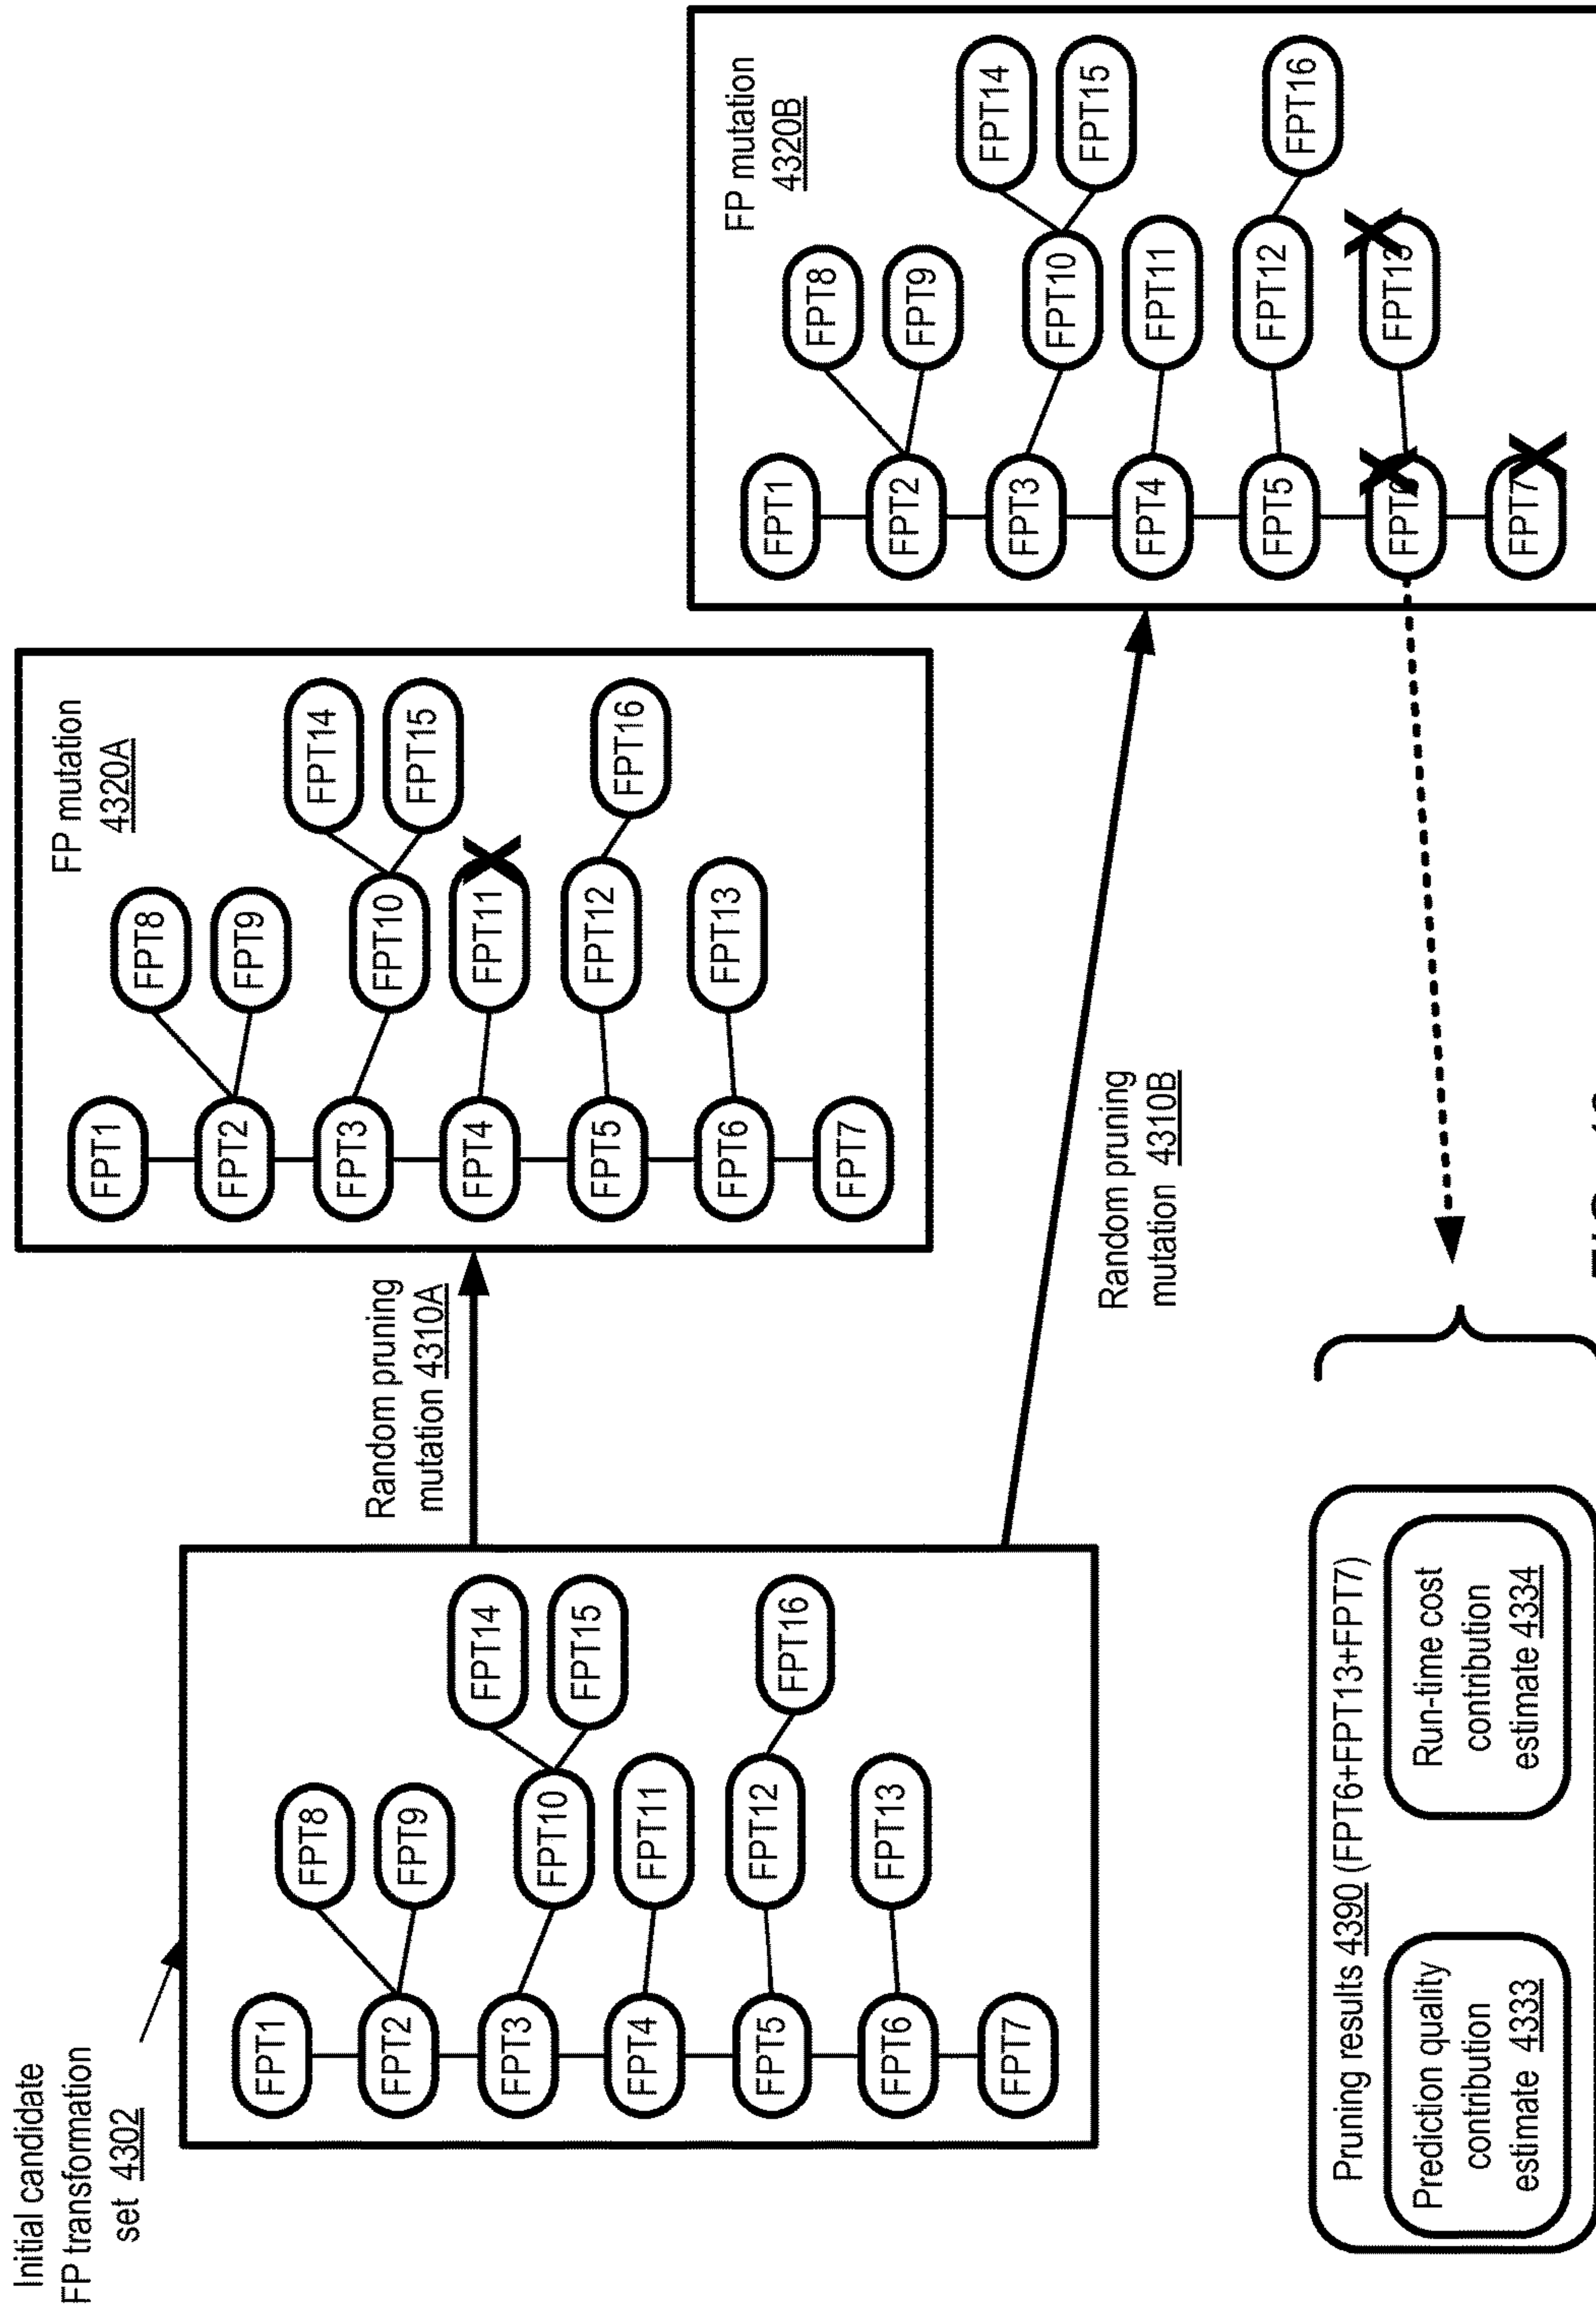 Initial candidate
FP transformation
set 4302
FPT1
FPT2
FPT3
FPT4
FPT5
FPT6
FPT7
FPT8
FPT9
FPT10
FPT11
FPT12
FPT13
FPT14
FPT15
FPT16
Random pruning
mutation 4310A
FP mutation
4320A
FPT1
FPT2
FPT3
FPT4
FPT5
FPT6
FPT7
FPT8
FPT9
FPT10
FPT11
FPT12
FPT13
FPT14
FPT15
FPT16
Random pruning
mutation 4310B
FP mutation
4320B
FPT1
FPT2
FPT3
FPT4
FPT5
FPT6
FPT7
FPT8
FPT9
FPT10
FPT11
FPT12
FPT13
FPT14
FPT15
FPT16
Pruning results 4390 (FPT6+FPT13+FPT7)
Prediction quality
contribution
estimate 4333
Run-time cost
contribution
estimate 4334